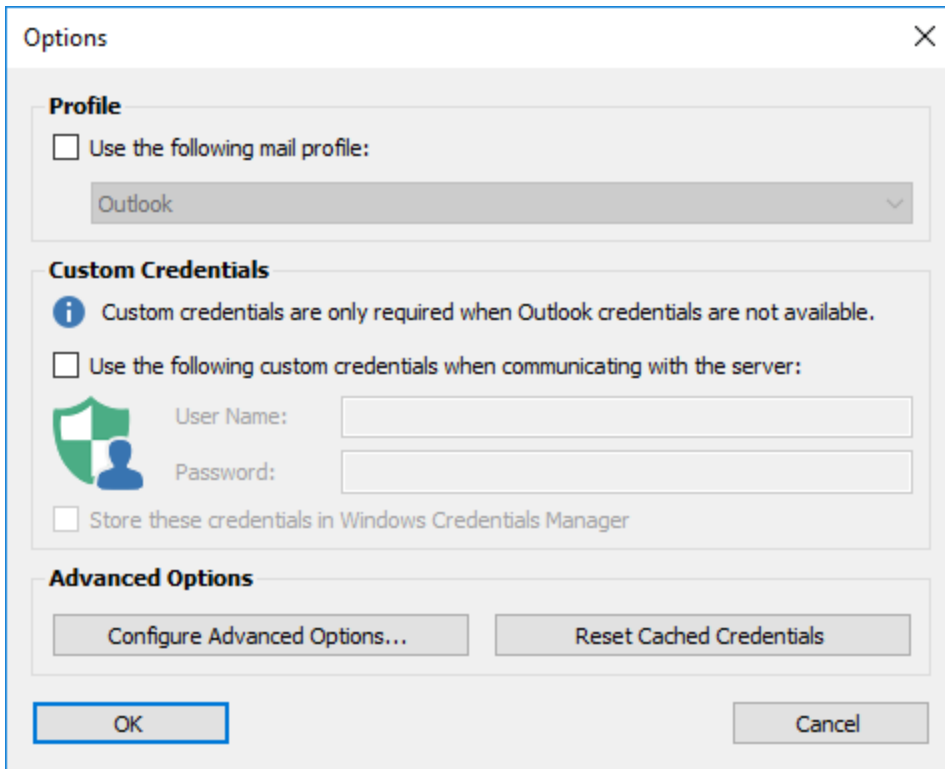 Options
Profile
Use the following mail profile:
Outlook
Custom Credentials
Custom credentials are only required when Outlook credentials are not available.
Use the following custom credentials when communicating with the server:
User Name:
Password:
Store these credentials in Windows Credentials Manager
Advanced Options
Configure Advanced Options... Reset Cached Credentials
OK Cancel